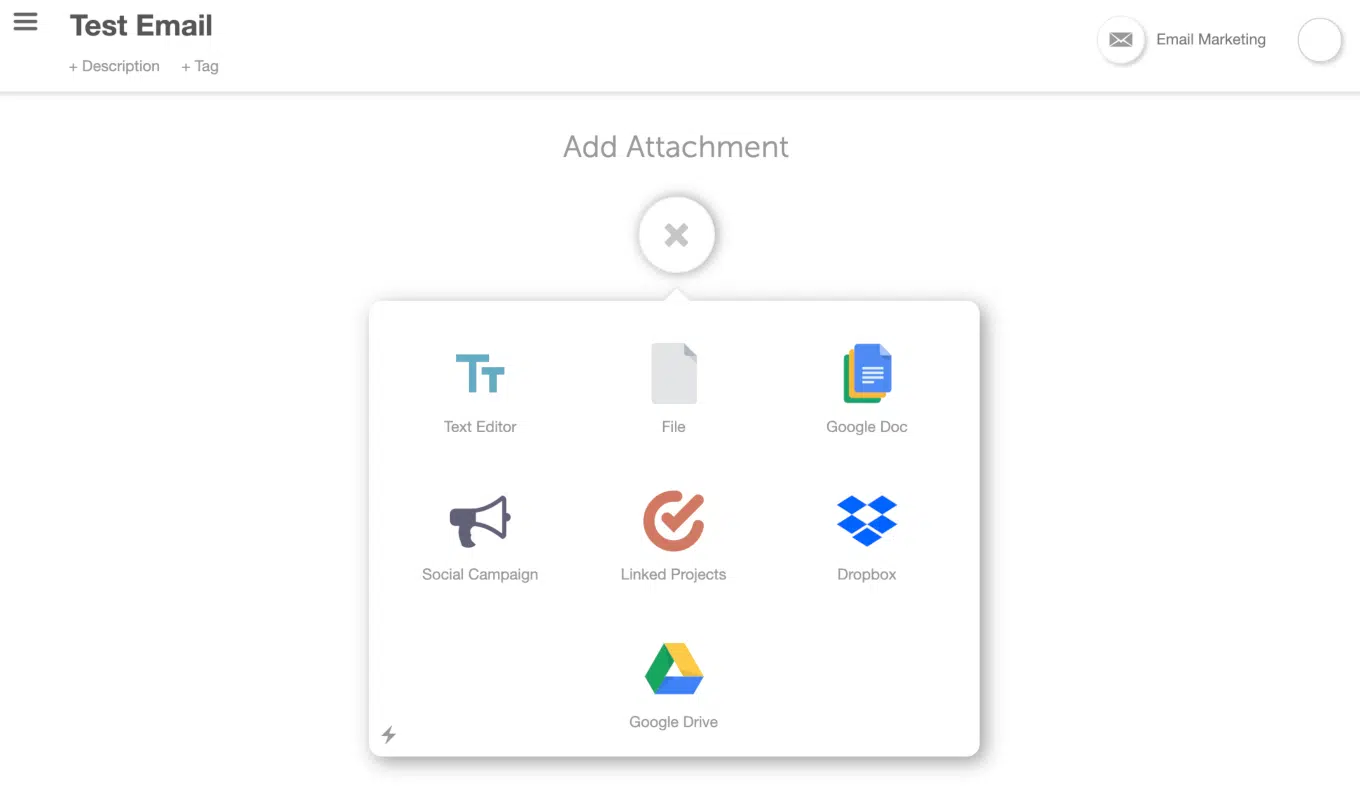 Test Email
+ Description + Tag
Email Marketing
Add Attachment
Text Editor
File
Google Doc
Social Campaign
Linked Projects
Dropbox
Google Drive